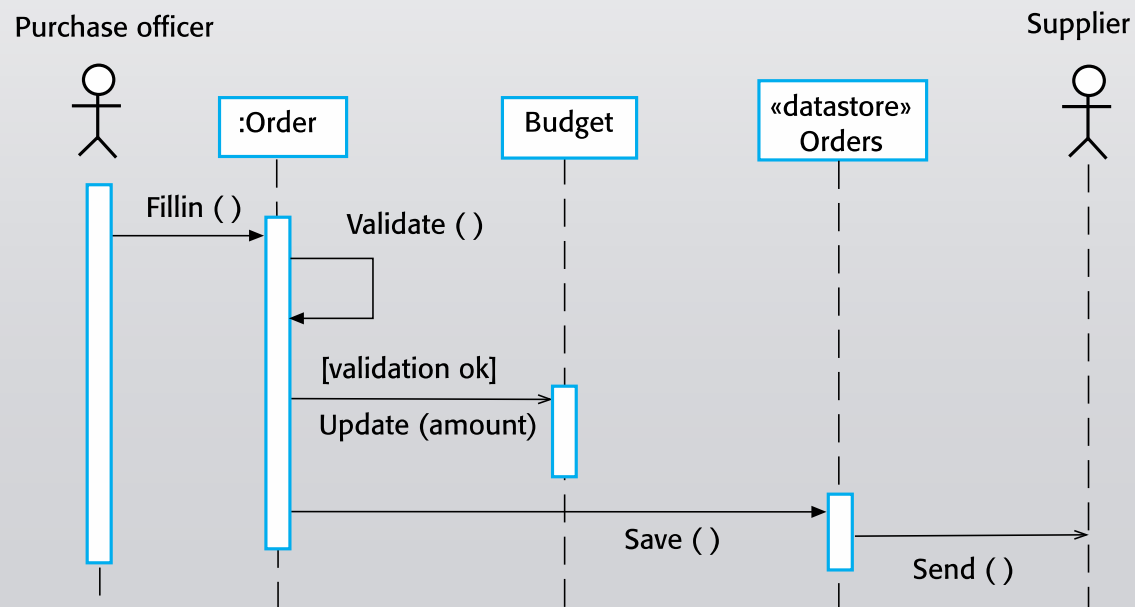 Purchase officer
Supplier
:Order
Budget
«datastore»
Orders
Fillin ( )
Validate ( )
[validation ok]
Update (amount)
Save ( )
Send ( )